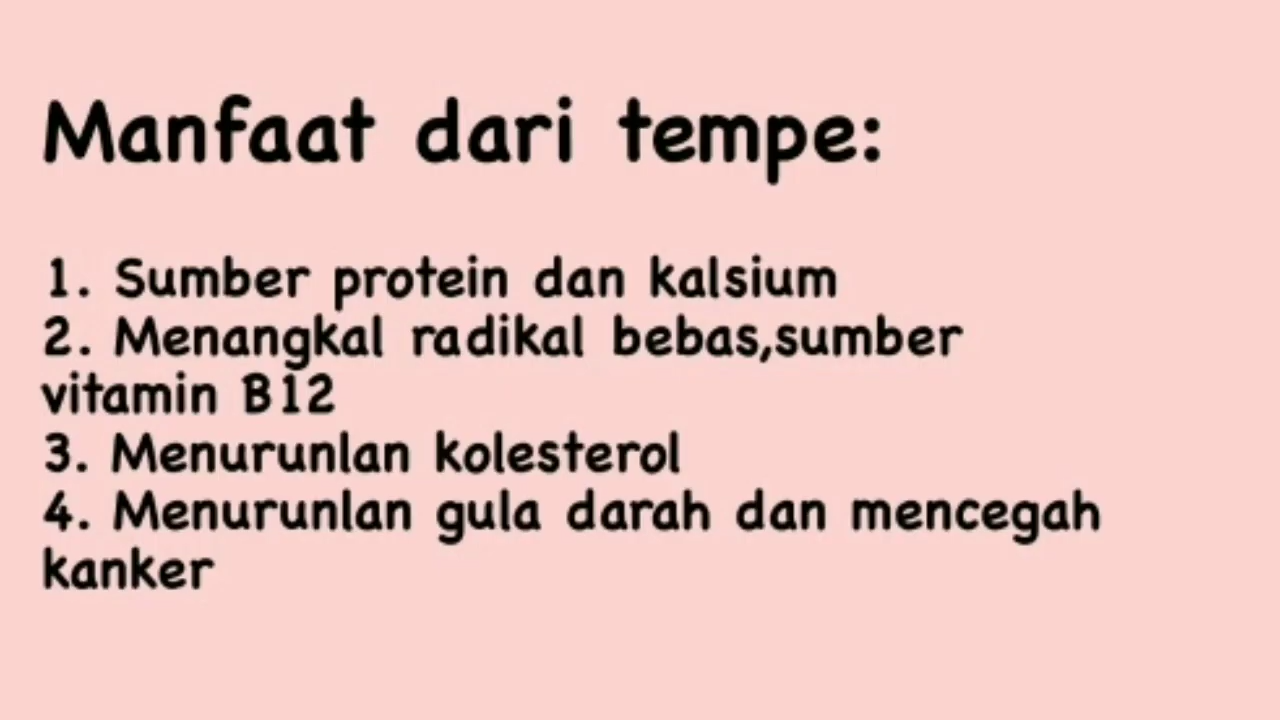 Manfaat dari tempe:
1. Sumber protein dan kalsium
2. Menangkal radikal bebas,sumber
vitamin B12
3. Menurunlan kolesterol
4. Menurunlan gula darah dan mencegah
kanker